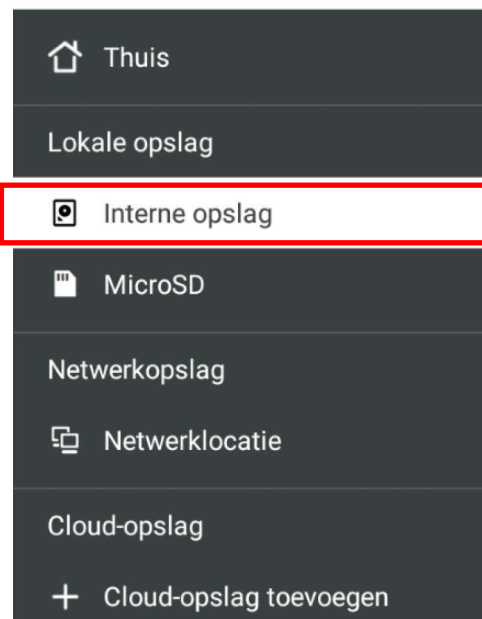 Thuis
Lokale opslag
Interne opslag
MicroSD
Netwerkopslag
Netwerklocatie
Cloud-opslag
Cloud-opslag toevoegen